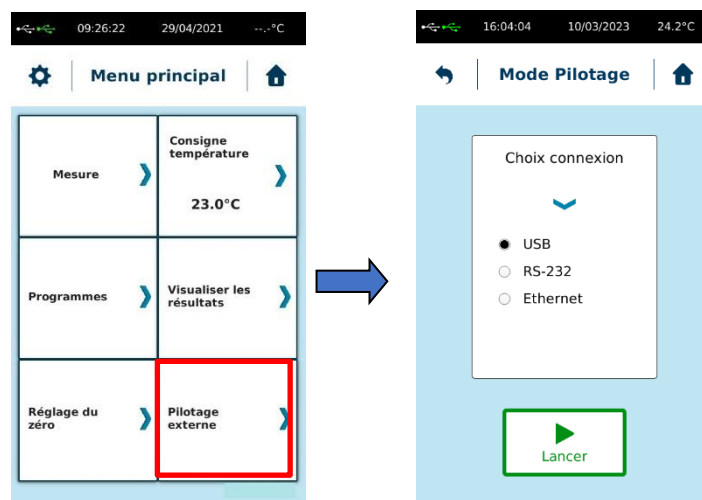 09:26:22 29/04/2021 --.-°C
Menu principal
Mesure
Consigne
température
23.0°C
Programmes
Visualiser les
résultats
Réglage du
zéro
Pilotage
externe
16:04:04 10/03/2023 24.2°C
Mode Pilotage
Choix connexion
USB
RS-232
Ethernet
Lancer